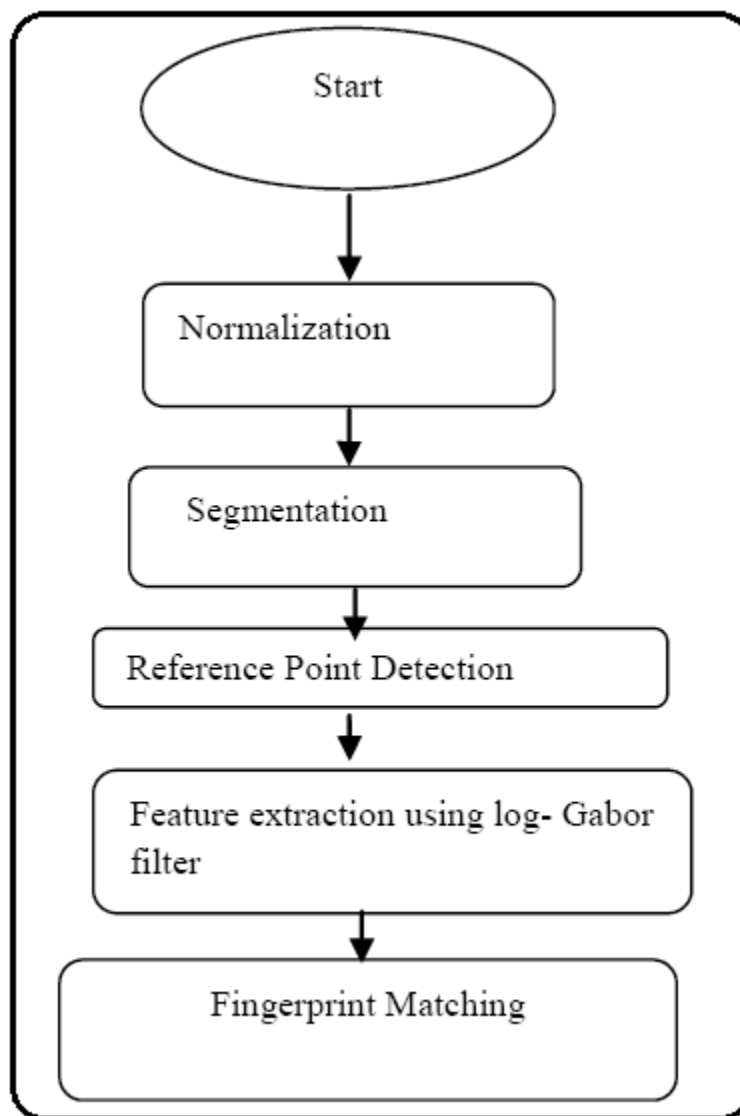 Start
Normalization
Segmentation
Reference Point Detection
Feature extraction using log- Gabor
filter
Fingerprint Matching